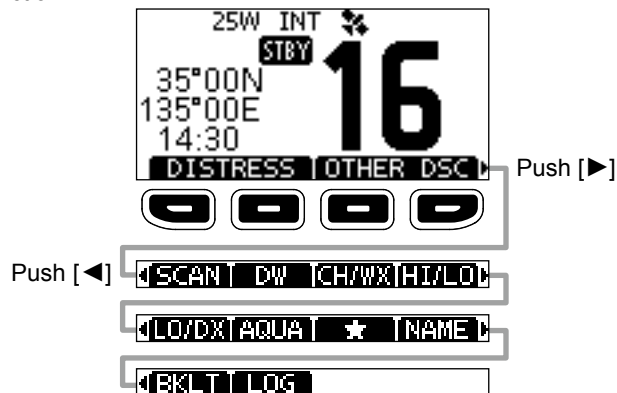 25W INT
STBY
16
35°00N
135°00E
14:30
DISTRESS OTHER DSC
Push [►]
Push [◄]
SCAN DW CH/WX HI/LO
LO/DX AQUA ★ NAME
BKLT LOG